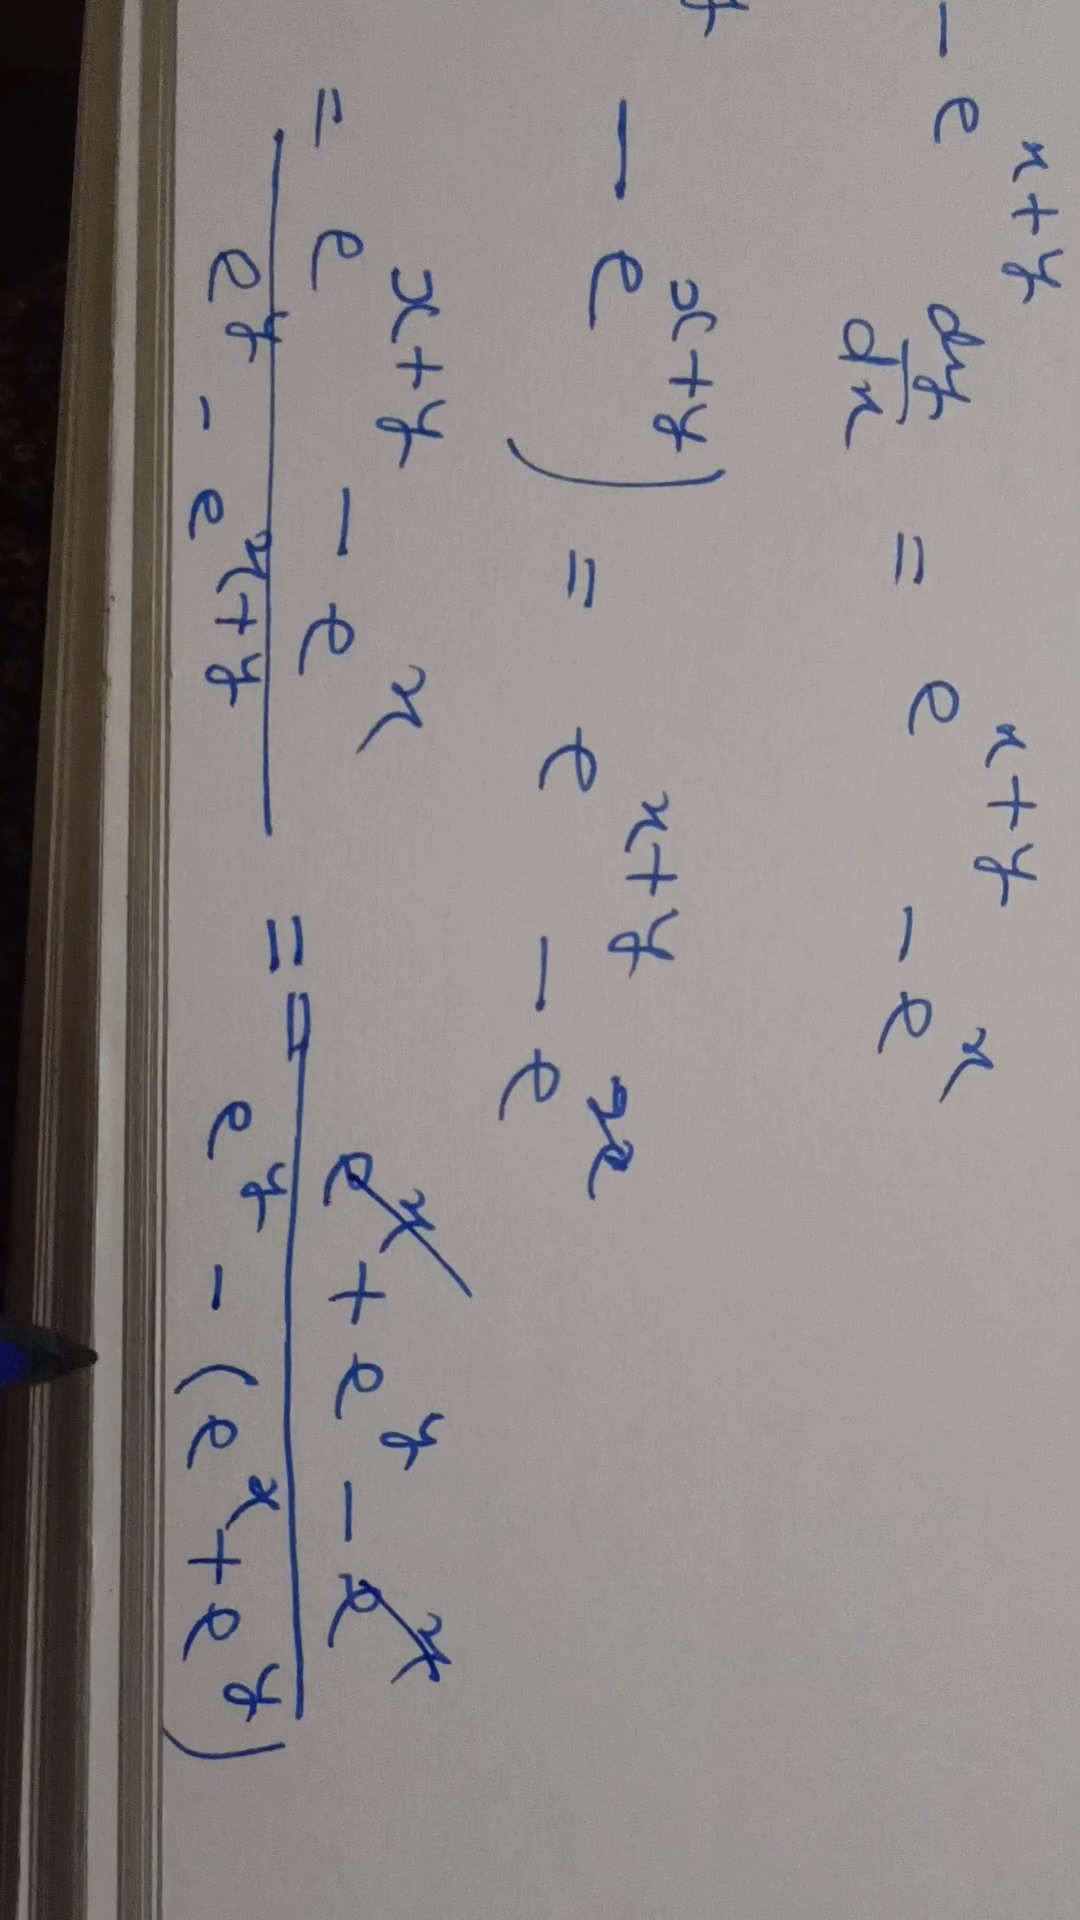 - e^{x+y} dy/dx = e^{x+y} - e^x
- e^{x+y}) = e^{x+y} - e^x
= (e^{x+y} - e^x)/(e^y - e^{x+y}) = = (e^x + e^y - e^x)/(e^y - (e^x + e^y))